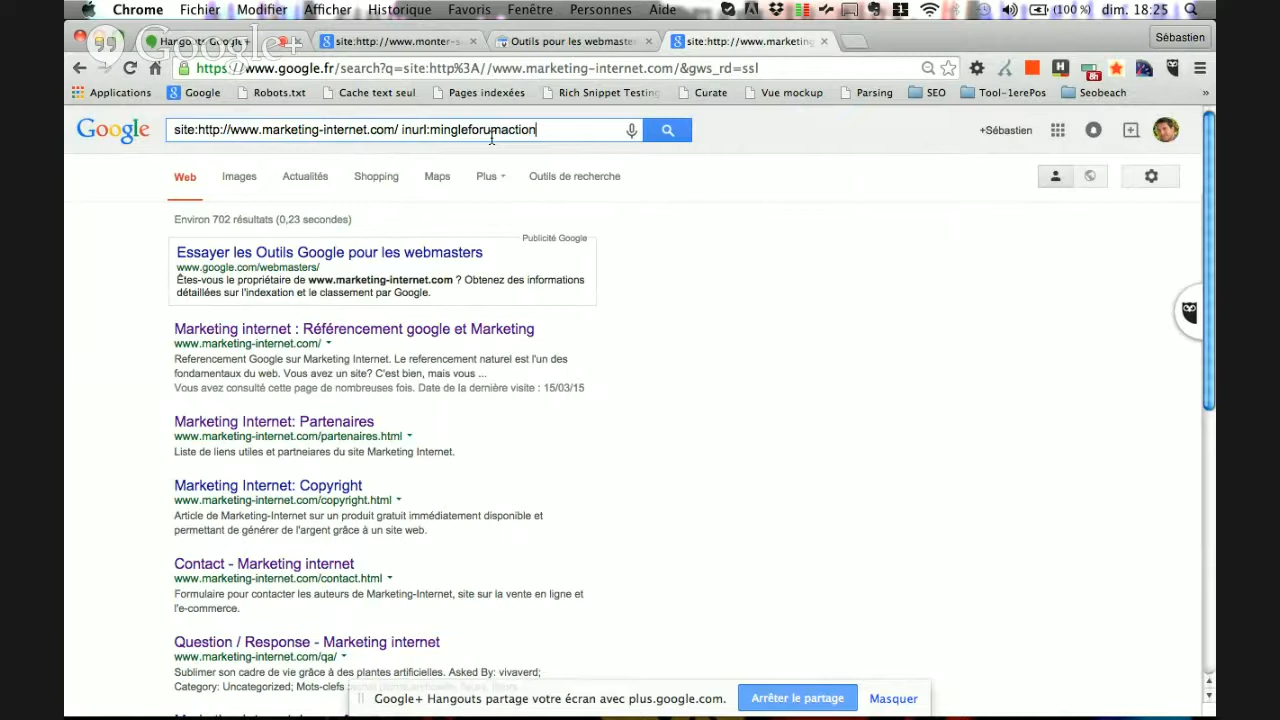 Chrome Fichier Modifier Afficher Historique Favoris Fenêtre Personnes Aide (100 %) dim. 18:25
Google+
Hangouts Google+ site:http://www.monter-s Outils pour les webmaste site:http://www.marketing Sébastien
https://www.google.fr/search?q=site:http%3A//www.marketing-internet.com/&gws_rd=ssl 8h
Applications Google Robots.txt Cache text seul Pages indexées Rich Snippet Testing Curate Vue mockup Parsing SEO Tool-1erePos Seobeach »
Google site:http://www.marketing-internet.com/ inurl:mingleforumaction +Sébastien
Web Images Actualités Shopping Maps Plus Outils de recherche
Environ 702 résultats (0,23 secondes)
Publicité Google
Essayer les Outils Google pour les webmasters
www.google.com/webmasters/
Êtes-vous le propriétaire de www.marketing-internet.com ? Obtenez des informations
détaillées sur l'indexation et le classement par Google.
Marketing internet : Référencement google et Marketing
www.marketing-internet.com/
Referencement Google sur Marketing Internet. Le referencement naturel est l'un des
fondamentaux du web. Vous avez un site? C'est bien, mais vous ...
Vous avez consulté cette page de nombreuses fois. Date de la dernière visite : 15/03/15
Marketing Internet: Partenaires
www.marketing-internet.com/partenaires.html
Liste de liens utiles et partneiares du site Marketing Internet.
Marketing Internet: Copyright
www.marketing-internet.com/copyright.html
Article de Marketing-Internet sur un produit gratuit immédiatement disponible et
permettant de générer de l'argent grâce à un site web.
Contact - Marketing internet
www.marketing-internet.com/contact.html
Formulaire pour contacter les auteurs de Marketing-Internet, site sur la vente en ligne et
l'e-commerce.
Question / Response - Marketing internet
www.marketing-internet.com/qa/
Sublimer son cadre de vie grâce à des plantes artificielles. Asked By: vivaverd;
Category: Uncategorized; Mots-clefs
Google+ Hangouts partage votre écran avec plus.google.com. Arrêter le partage Masquer